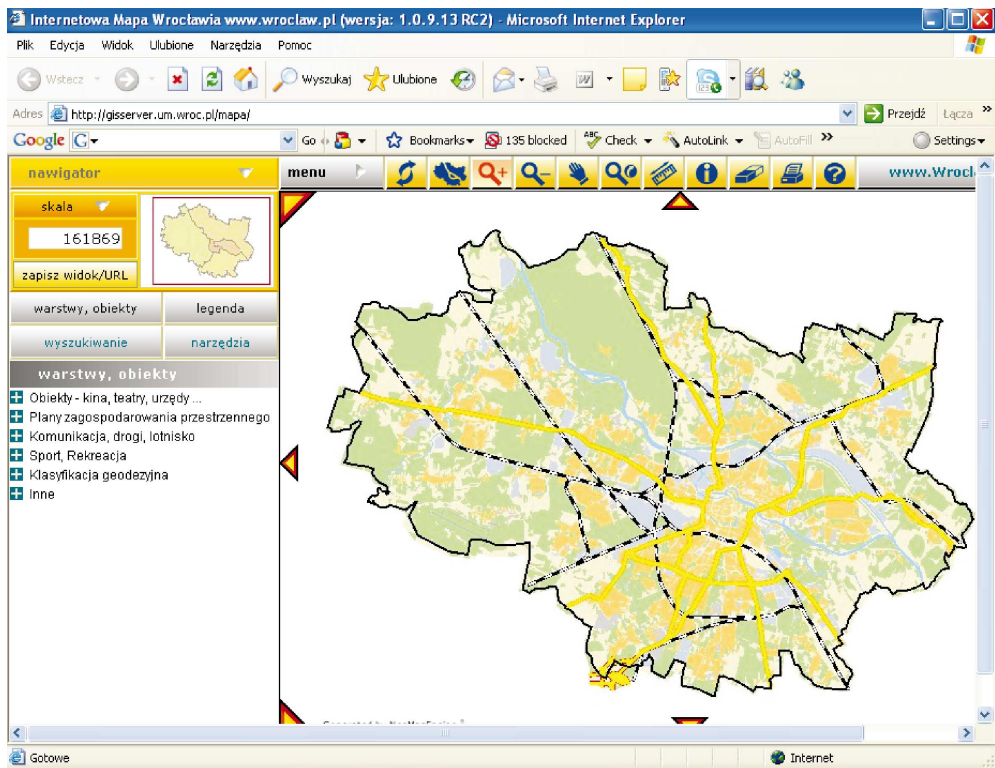 Internetowa Mapa Wrocławia www.wroclaw.pl (wersja: 1.0.9.13 RC2) - Microsoft Internet Explorer
Plik Edycja Widok Ulubione Narzędzia Pomoc
Wstecz Wyszukaj Ulubione
Adres http://gisserver.um.wroc.pl/mapa/ Przejdź Łącza »
Google G Go Bookmarks 135 blocked ABC Check AutoLink AutoFill » Settings
nawigator menu www.Wrocl
skala
161869
zapisz widok/URL
warstwy, obiekty legenda
wyszukiwanie narzędzia
warstwy, obiekty
Obiekty - kina, teatry, urzędy ...
Plany zagospodarowania przestrzennego
Komunikacja, drogi, lotnisko
Sport, Rekreacja
Klasyfikacja geodezyjna
Inne
Gotowe Internet